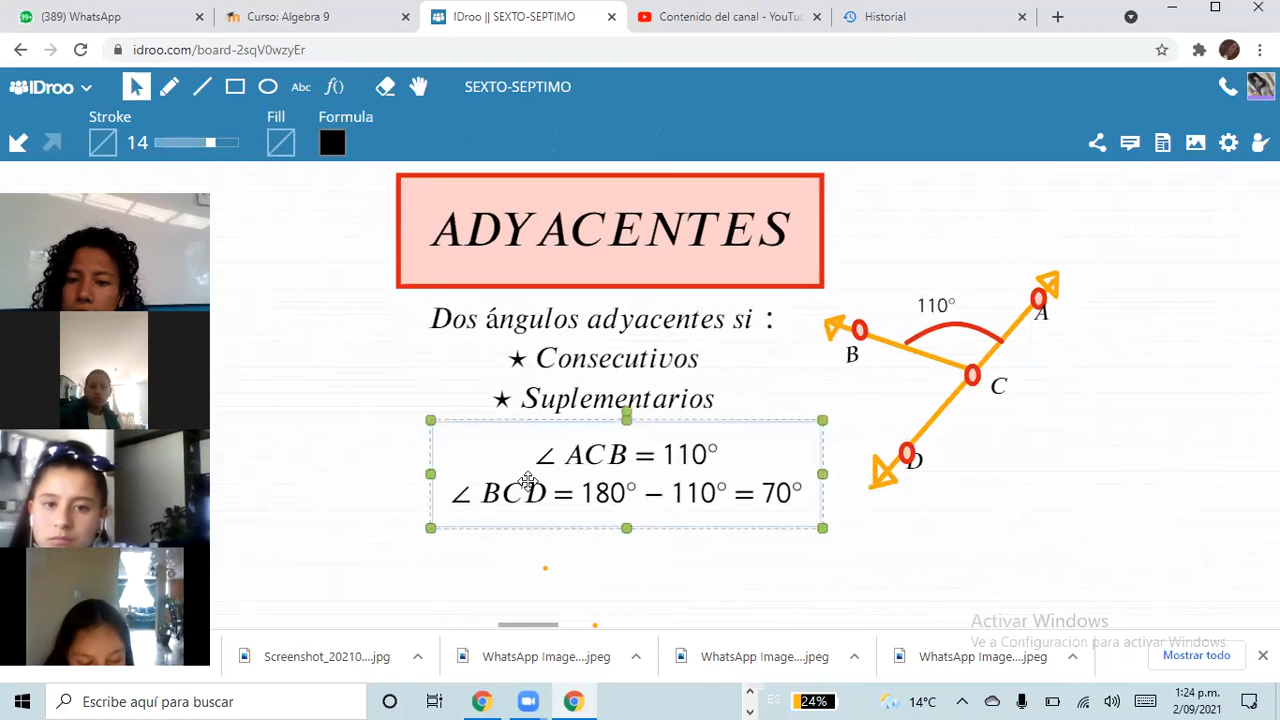 (389) WhatsApp
Curso: Algebra 9
IDroo || SEXTO-SEPTIMO
Contenido del canal - YouTu
Historial
idroo.com/board-2sqV0wzyEr
IDroo
Abc
f()
SEXTO-SEPTIMO
Stroke
Fill
Formula
14
ADYACENTES
Dos ángulos adyacentes si :
★ Consecutivos
★ Suplementarios
∠ ACB = 110°
∠ BCD = 180° − 110° = 70°
110°
A
B
C
D
Activar Windows
Ve a Configuración para activar Windows.
Screenshot_20210....jpg
WhatsApp Image....jpeg
WhatsApp Image....jpeg
WhatsApp Image....jpeg
Mostrar todo
Escribe aquí para buscar
ES
24%
14°C
1:24 p.m.
2/09/2021